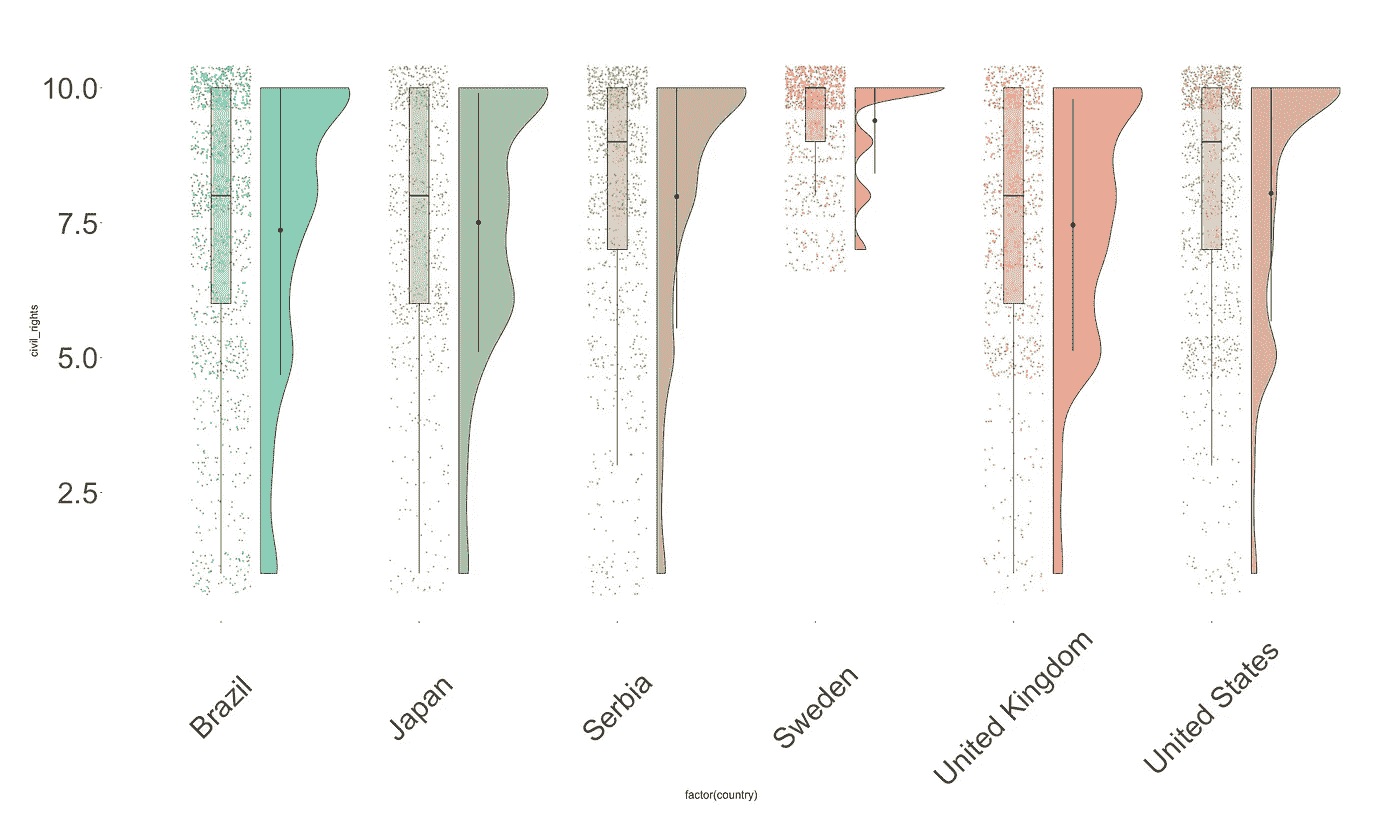 10.0
7.5
5.0
2.5
civil_rights
Brazil
Japan
Serbia
Sweden
United Kingdom
United States
factor(country)